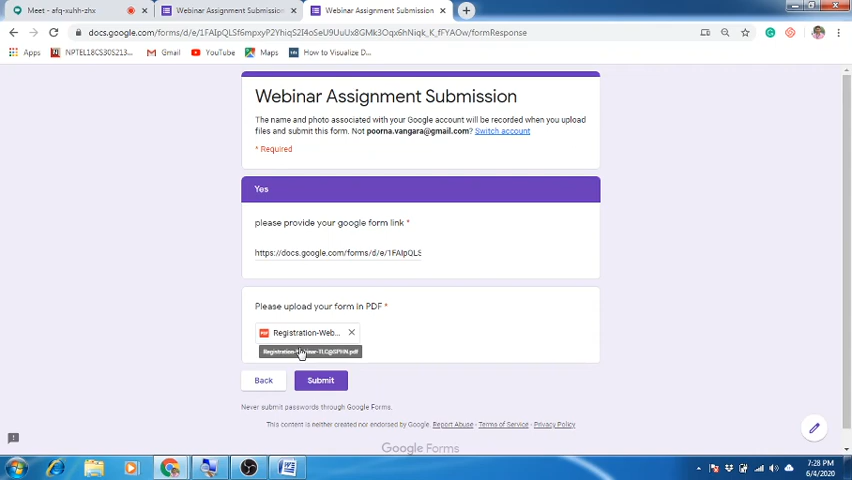 Meet - afq-xuhh-zhx
Webinar Assignment Submission
Webinar Assignment Submission
docs.google.com/forms/d/e/1FAIpQLSf6mpxyP2YhiqS2I4oSeU9UuUx8GMk3Oqx6hNiqk_K_fFYAOw/formResponse
Apps
NPTEL18CS30S213...
Gmail
YouTube
Maps
How to Visualize D...
Webinar Assignment Submission
The name and photo associated with your Google account will be recorded when you upload
files and submit this form. Not poorna.vangara@gmail.com? Switch account
* Required
Yes
please provide your google form link *
https://docs.google.com/forms/d/e/1FAIpQLS
Please upload your form in PDF *
PDF
Registration-Web...
Back
Submit
Never submit passwords through Google Forms.
This content is neither created nor endorsed by Google. Report Abuse - Terms of Service - Privacy Policy
Google Forms
7:28 PM
6/4/2020